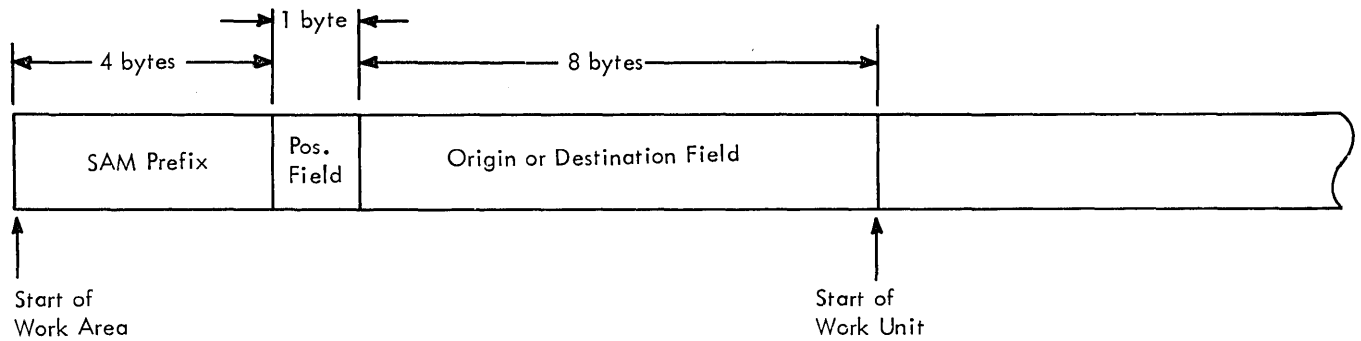 1 byte
4 bytes
8 bytes
SAM Prefix
Pos.
Field
Origin or Destination Field
Start of
Work Area
Start of
Work Unit